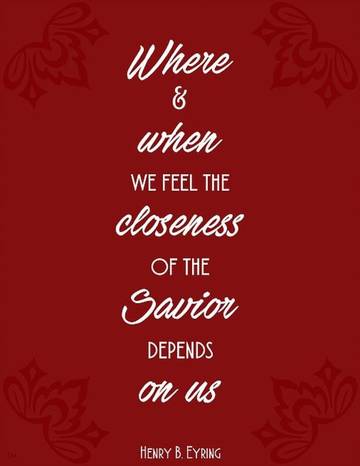 Where
&
when
WE FEEL THE
closeness
OF THE
Savior
DEPENDS
on us
HENRY B. EYRING